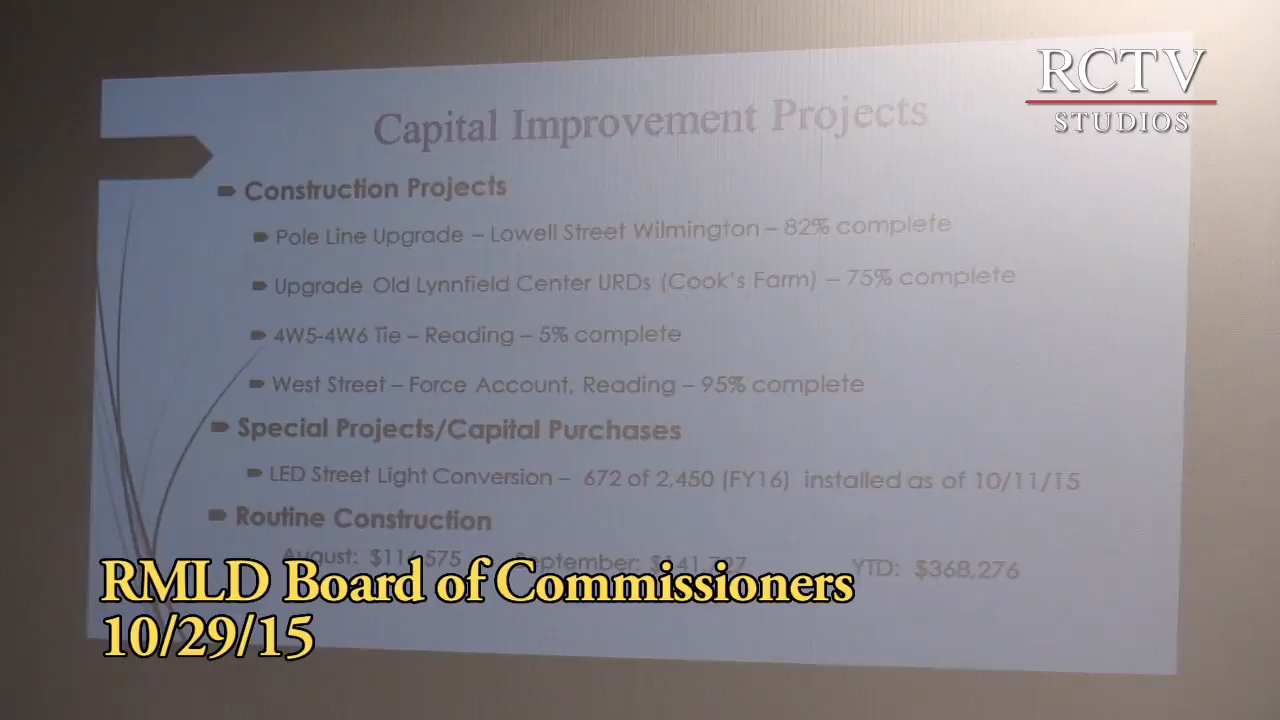 RCTV
STUDIOS
Capital Improvement Projects
Construction Projects
Pole Line Upgrade – Lowell Street Wilmington – 82% complete
Upgrade Old Lynnfield Center URDs (Cook's Farm) – 75% complete
4W5-4W6 Tie – Reading – 5% complete
West Street – Force Account, Reading – 95% complete
Special Projects/Capital Purchases
LED Street Light Conversion – 672 of 2,450 (FY16) installed as of 10/11/15
Routine Construction
August: September: YTD: $368,276
RMLD Board of Commissioners
10/29/15